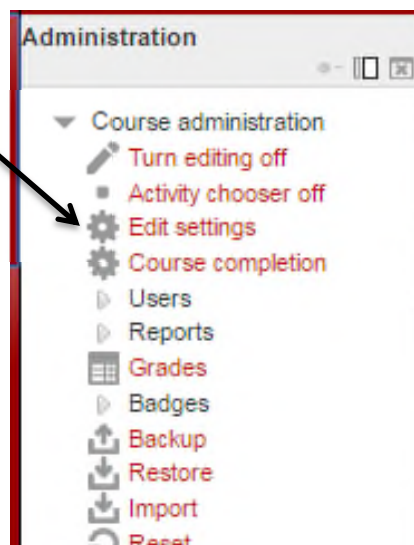 Administration
Course administration
Turn editing off
Activity chooser off
Edit settings
Course completion
Users
Reports
Grades
Badges
Backup
Restore
Import
Reset